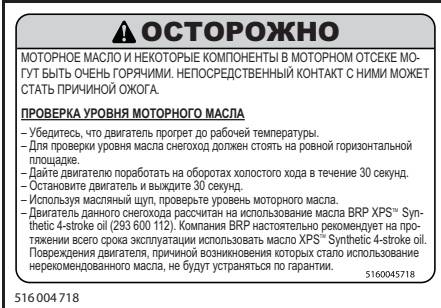 ОСТОРОЖНО
МОТОРНОЕ МАСЛО И НЕКОТОРЫЕ КОМПОНЕНТЫ В МОТОРНОМ ОТСЕКЕ МО-
ГУТ БЫТЬ ОЧЕНЬ ГОРЯЧИМИ. НЕПОСРЕДСТВЕННЫЙ КОНТАКТ С НИМИ МОЖЕТ
СТАТЬ ПРИЧИНОЙ ОЖОГА.
ПРОВЕРКА УРОВНЯ МОТОРНОГО МАСЛА
– Убедитесь, что двигатель прогрет до рабочей температуры.
– Для проверки уровня масла снегоход должен стоять на ровной горизонтальной
площадке.
– Дайте двигателю поработать на оборотах холостого хода в течение 30 секунд.
– Остановите двигатель и выждите 30 секунд.
– Используя масляный щуп, проверьте уровень моторного масла.
– Двигатель данного снегохода рассчитан на использование масла BRP XPS™ Syn-
thetic 4-stroke oil (293 600 112). Компания BRP настоятельно рекомендует на про-
тяжении всего срока эксплуатации использовать масло XPS™ Synthetic 4-stroke oil.
Повреждения двигателя, причиной возникновения которых стало использование
нерекомендованного масла, не будут устраняться по гарантии.
5160045718
516 004 718